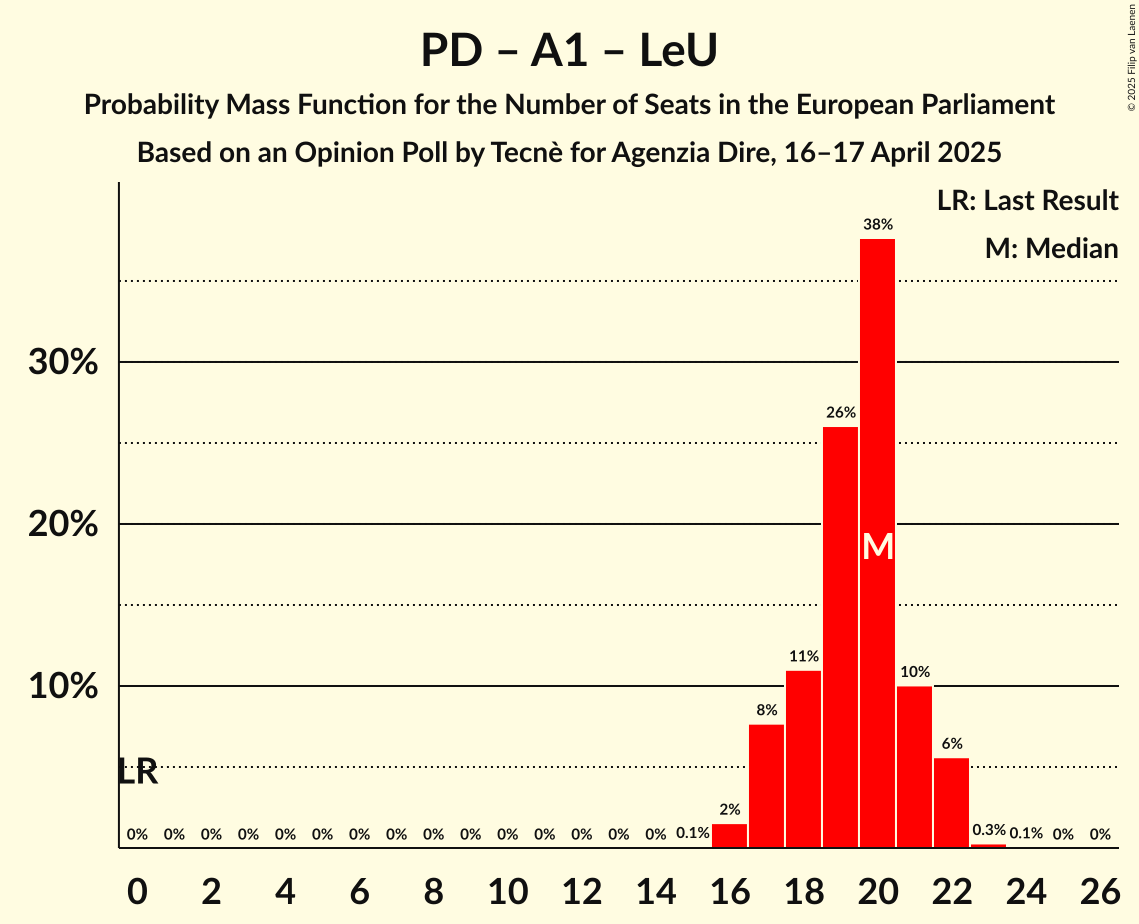 PD – A1 – LeU
Probability Mass Function for the Number of Seats in the European Parliament
Based on an Opinion Poll by Tecnè for Agenzia Dire, 16–17 April 2025
© 2025 Filip van Laenen
LR: Last Result
M: Median
38%
30%
26%
20%
M
11%
10%
10%
8%
6%
LR
2%
0% 0% 0% 0% 0% 0% 0% 0% 0% 0% 0% 0% 0% 0% 0% 0.1% 0.3% 0.1% 0% 0%
0 2 4 6 8 10 12 14 16 18 20 22 24 26